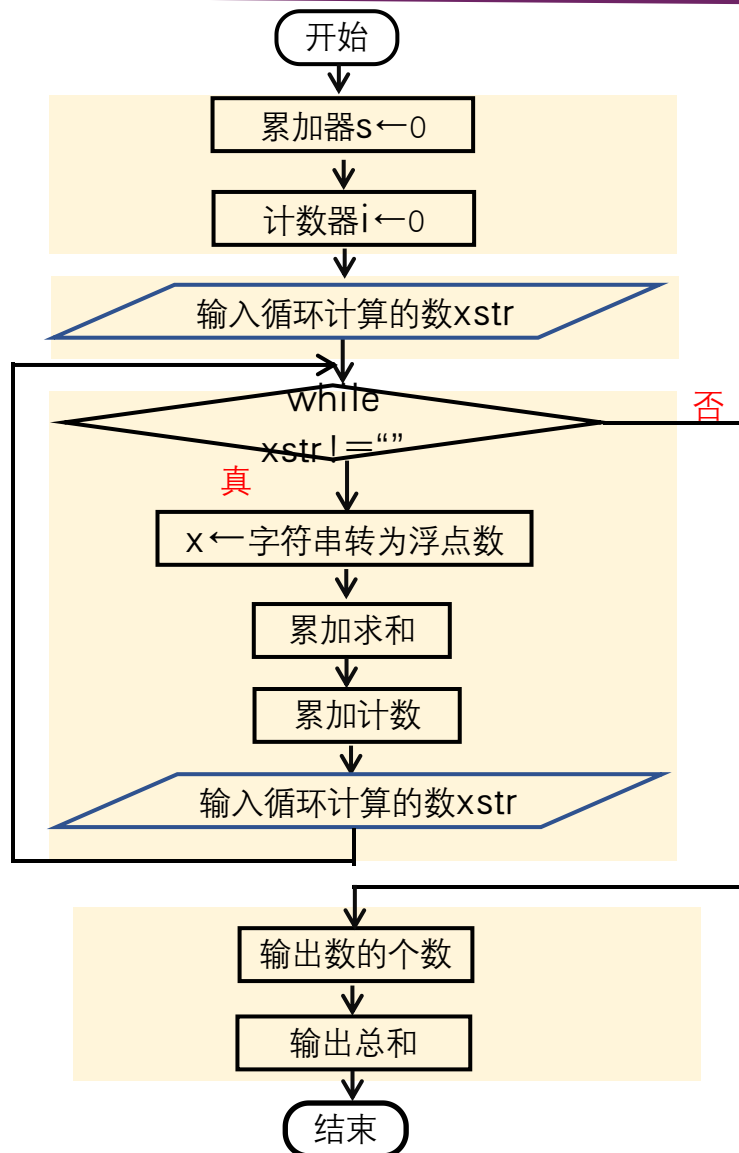 开始
累加器s←0
计数器i←0
输入循环计算的数xstr
while
xstr!=“”
否
真
x←字符串转为浮点数
累加求和
累加计数
输入循环计算的数xstr
输出数的个数
输出总和
结束